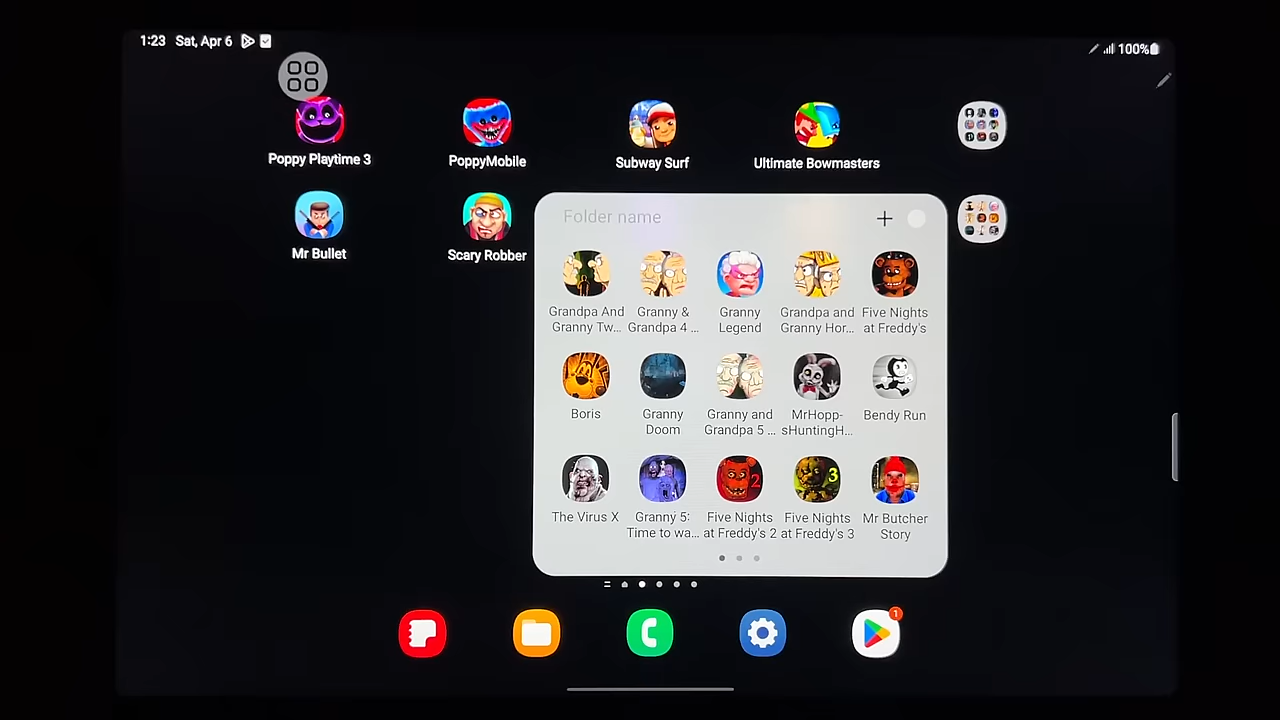 1:23 Sat, Apr 6
100%
Poppy Playtime 3
PoppyMobile
Subway Surf
Ultimate Bowmasters
Mr Bullet
Scary Robber
Folder name
Grandpa And
Granny Tw...
Granny &
Grandpa 4 ...
Granny
Legend
Grandpa and
Granny Hor...
Five Nights
at Freddy's
Boris
Granny
Doom
Granny and
Grandpa 5 ...
MrHopp-
sHuntingH...
Bendy Run
The Virus X
Granny 5:
Time to wa...
2
Five Nights
at Freddy's 2
3
Five Nights
at Freddy's 3
Mr Butcher
Story
1